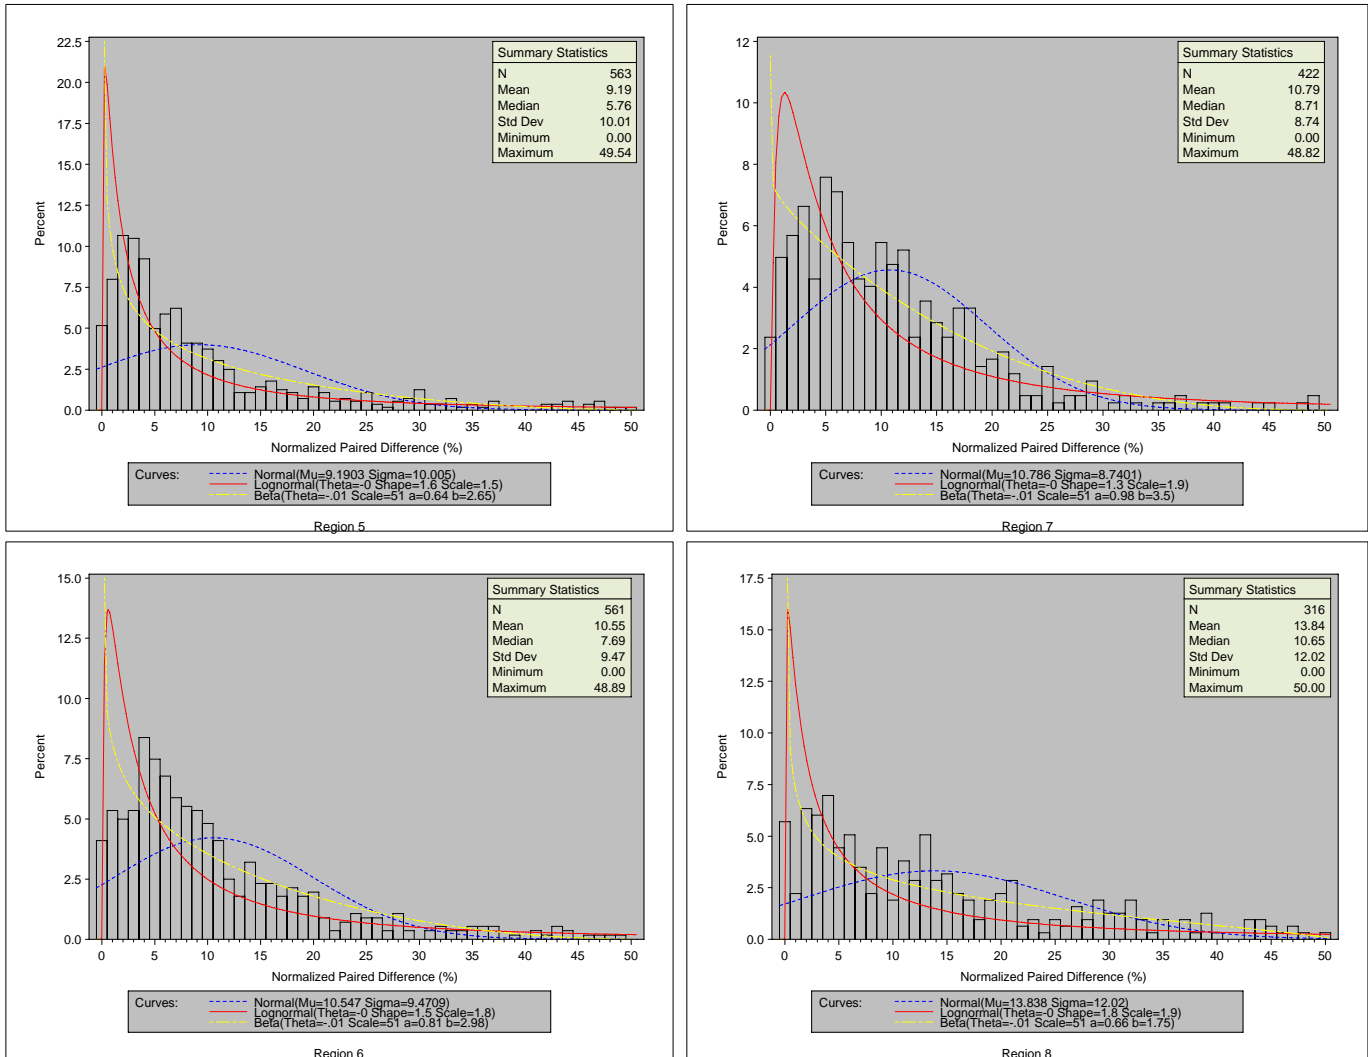 22.5
20.0
17.5
15.0
12.5
10.0
7.5
5.0
2.5
0.0
Percent
0 5 10 15 20 25 30 35 40 45 50
Normalized Paired Difference (%)
Summary Statistics
N 563
Mean 9.19
Median 5.76
Std Dev 10.01
Minimum 0.00
Maximum 49.54
Curves: Normal(Mu=9.1903 Sigma=10.005)
Lognormal(Theta=-0 Shape=1.6 Scale=1.5)
Beta(Theta=-.01 Scale=51 a=0.64 b=2.65)
Region 5
12
10
8
6
4
2
0
Percent
0 5 10 15 20 25 30 35 40 45 50
Normalized Paired Difference (%)
Summary Statistics
N 422
Mean 10.79
Median 8.71
Std Dev 8.74
Minimum 0.00
Maximum 48.82
Curves: Normal(Mu=10.786 Sigma=8.7401)
Lognormal(Theta=-0 Shape=1.3 Scale=1.9)
Beta(Theta=-.01 Scale=51 a=0.98 b=3.5)
Region 7
15.0
12.5
10.0
7.5
5.0
2.5
0.0
Percent
0 5 10 15 20 25 30 35 40 45 50
Normalized Paired Difference (%)
Summary Statistics
N 561
Mean 10.55
Median 7.69
Std Dev 9.47
Minimum 0.00
Maximum 48.89
Curves: Normal(Mu=10.547 Sigma=9.4709)
Lognormal(Theta=-0 Shape=1.5 Scale=1.8)
Beta(Theta=-.01 Scale=51 a=0.81 b=2.98)
Region 6
17.5
15.0
12.5
10.0
7.5
5.0
2.5
0.0
Percent
0 5 10 15 20 25 30 35 40 45 50
Normalized Paired Difference (%)
Summary Statistics
N 316
Mean 13.84
Median 10.65
Std Dev 12.02
Minimum 0.00
Maximum 50.00
Curves: Normal(Mu=13.838 Sigma=12.02)
Lognormal(Theta=-0 Shape=1.8 Scale=1.9)
Beta(Theta=-.01 Scale=51 a=0.66 b=1.75)
Region 8